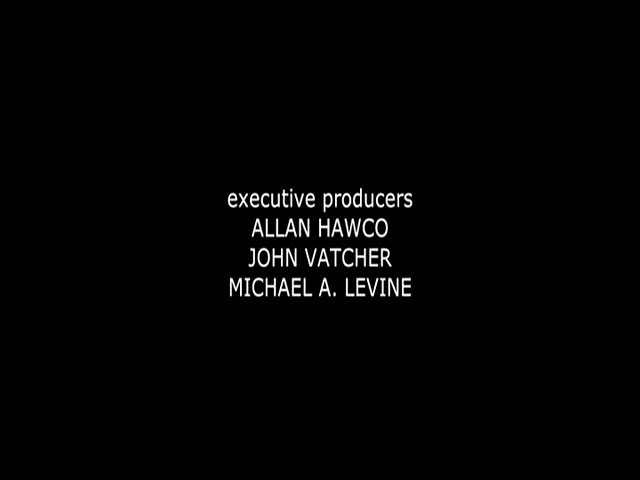 executive producers
ALLAN HAWCO
JOHN VATCHER
MICHAEL A. LEVINE